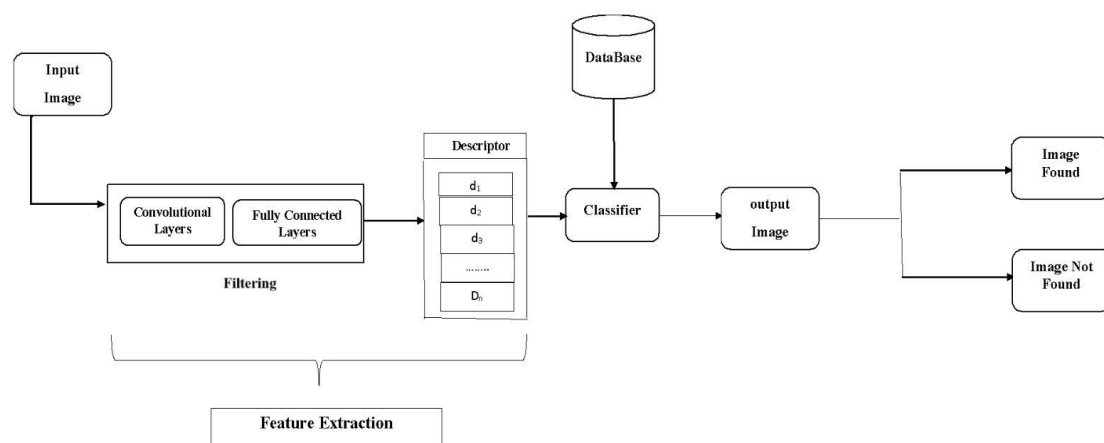 Input
Image
DataBase
Descriptor
d₁
d₂
d₃
........
Dₙ
Convolutional
Layers
Fully Connected
Layers
Filtering
Classifier
output
Image
Image
Found
Image Not
Found
Feature Extraction